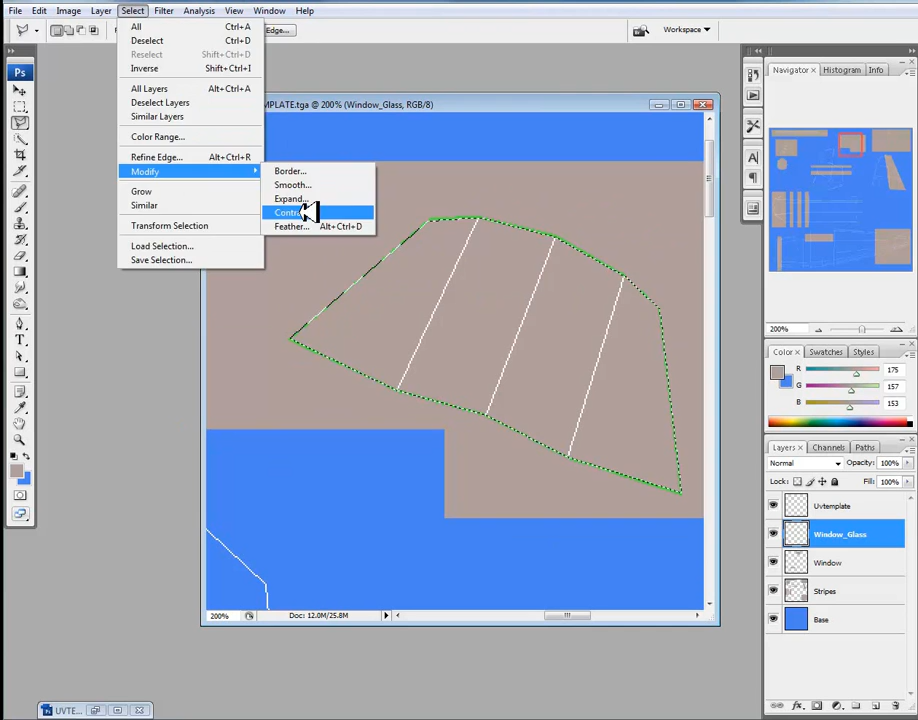 File Edit Image Layer Select Filter Analysis View Window Help
Edge...
Workspace
All Ctrl+A
Deselect Ctrl+D
Reselect Shift+Ctrl+D
Inverse Shift+Ctrl+I
All Layers Alt+Ctrl+A
Deselect Layers
Similar Layers
Color Range...
Refine Edge... Alt+Ctrl+R
Modify
Grow
Similar
Transform Selection
Load Selection...
Save Selection...
Border...
Smooth...
Expand...
Feather... Alt+Ctrl+D
Ps
MPLATE.tga @ 200% (Window_Glass, RGB/8)
200% Doc: 12.0M/25.8M
Navigator x Histogram Info
200%
Color x Swatches Styles
R 175
G 157
B 153
Layers x Channels Paths
Normal Opacity: 100%
Lock: Fill: 100%
Uvtemplate
Window_Glass
Window
Stripes
Base
fx.
T
A
Ps UVTE...